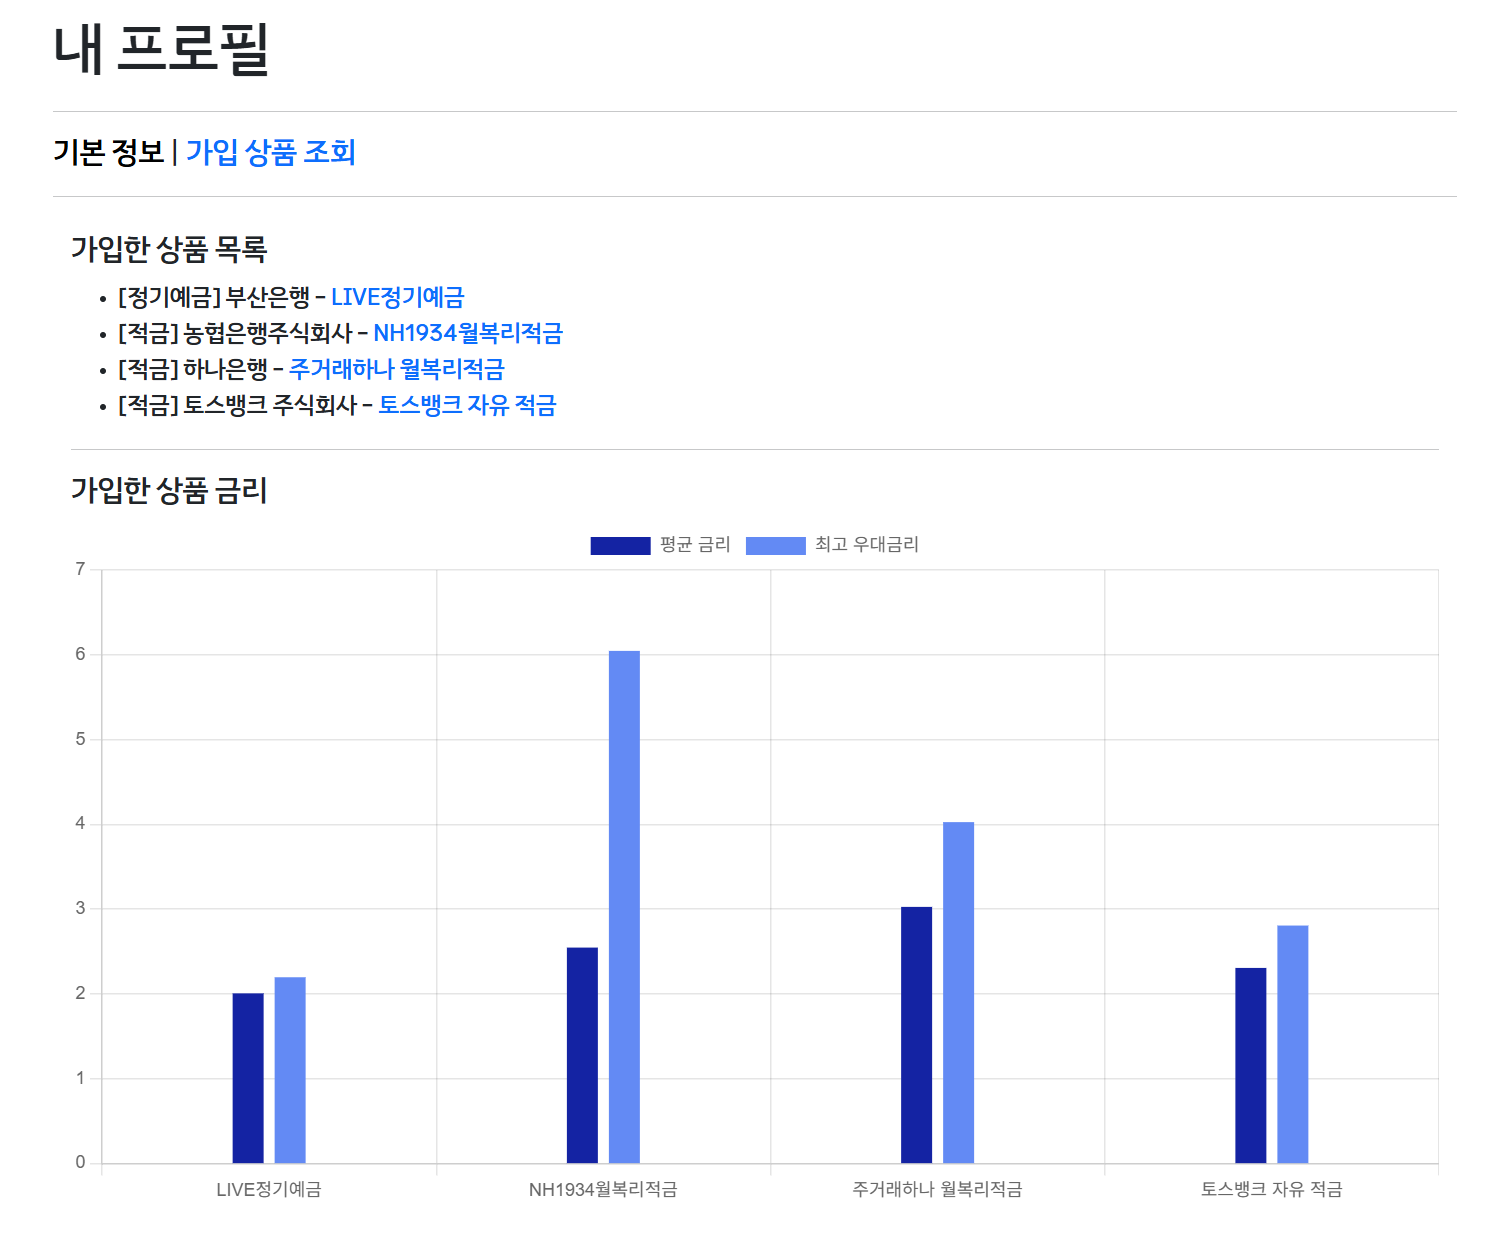 내 프로필
기본 정보 | 가입 상품 조회
가입한 상품 목록
• [정기예금] 부산은행 - LIVE정기예금
• [적금] 농협은행주식회사 - NH1934월복리적금
• [적금] 하나은행 - 주거래하나 월복리적금
• [적금] 토스뱅크 주식회사 - 토스뱅크 자유 적금
가입한 상품 금리
평균 금리 최고 우대금리
7
6
5
4
3
2
1
0
LIVE정기예금 NH1934월복리적금 주거래하나 월복리적금 토스뱅크 자유 적금